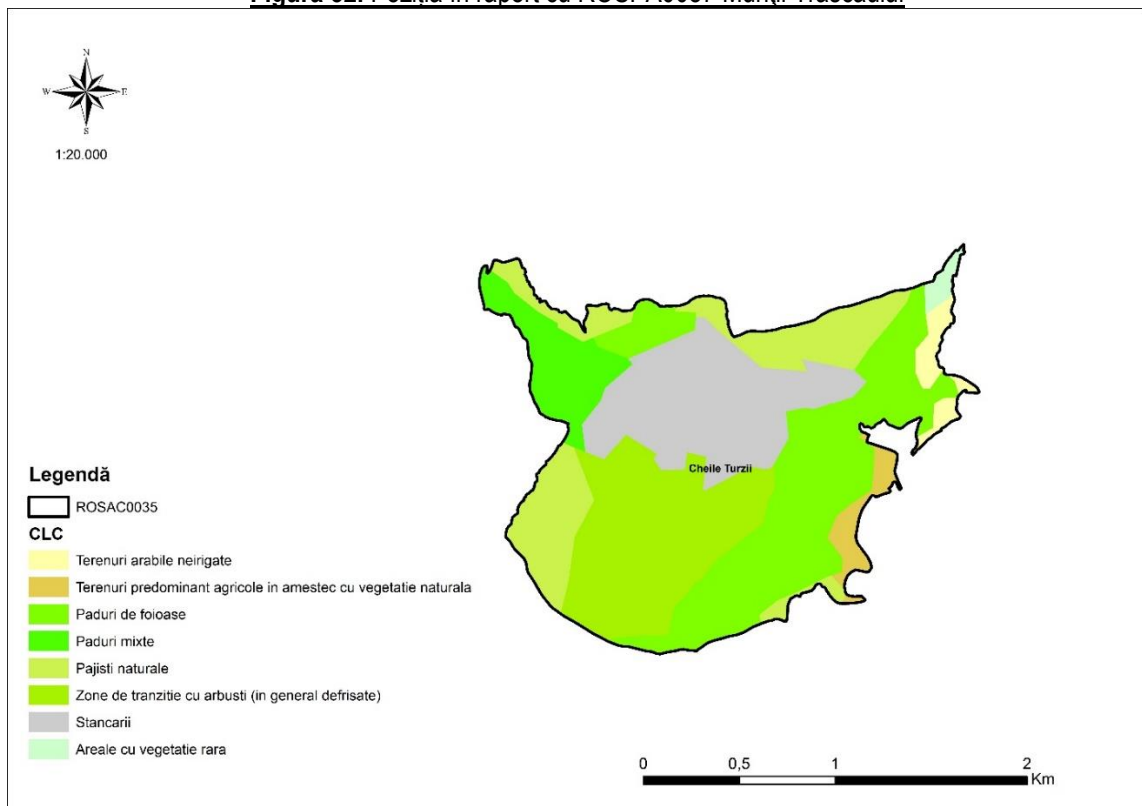 N
W E
S
1:20.000
Cheile Turzii
Legendă
ROSAC0035
CLC
Terenuri arabile neirigate
Terenuri predominant agricole in amestec cu vegetatie naturala
Paduri de foioase
Paduri mixte
Pajisti naturale
Zone de tranzitie cu arbusti (in general defrisate)
Stancarii
Areale cu vegetatie rara
0 0,5 1 2
Km